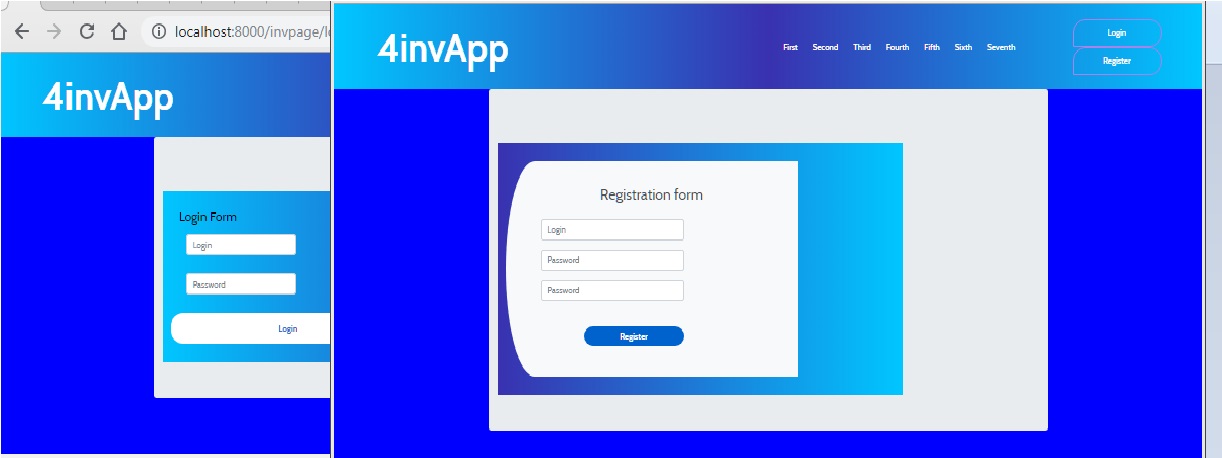 localhost:8000/invpage/l
4invApp
Login Form
Login
Password
Login
4invApp
First Second Third Fourth Fifth Sixth Seventh
Login
Register
Registration form
Login
Password
Password
Register